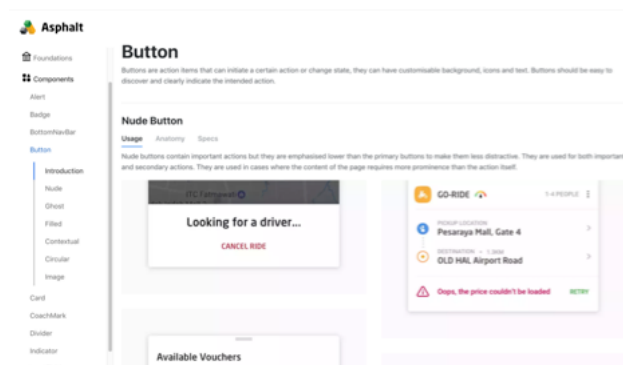 Asphalt
Foundations
Components
Alert
Badge
BottomNavBar
Button
Introduction
Nude
Ghost
Filled
Contextual
Circular
Image
Card
CoachMark
Divider
Indicator
Button
Buttons are action items that can initiate a certain action or change state, they can have customisable background, icons and text. Buttons should be easy to
discover and clearly indicate the intended action.
Nude Button
Usage Anatomy Specs
Nude buttons contain important actions but they are emphasised lower than the primary buttons to make them less distractive. They are used for both important
and secondary actions. They are used in cases where the content of the page requires more prominence than the action itself.
ITC Fatmawati
Looking for a driver...
CANCEL RIDE
Available Vouchers
GO-RIDE 1-4 PEOPLE
PICKUP LOCATION
Pesaraya Mall, Gate 4
DESTINATION
OLD HAL Airport Road
Oops, the price couldn't be loaded RETRY